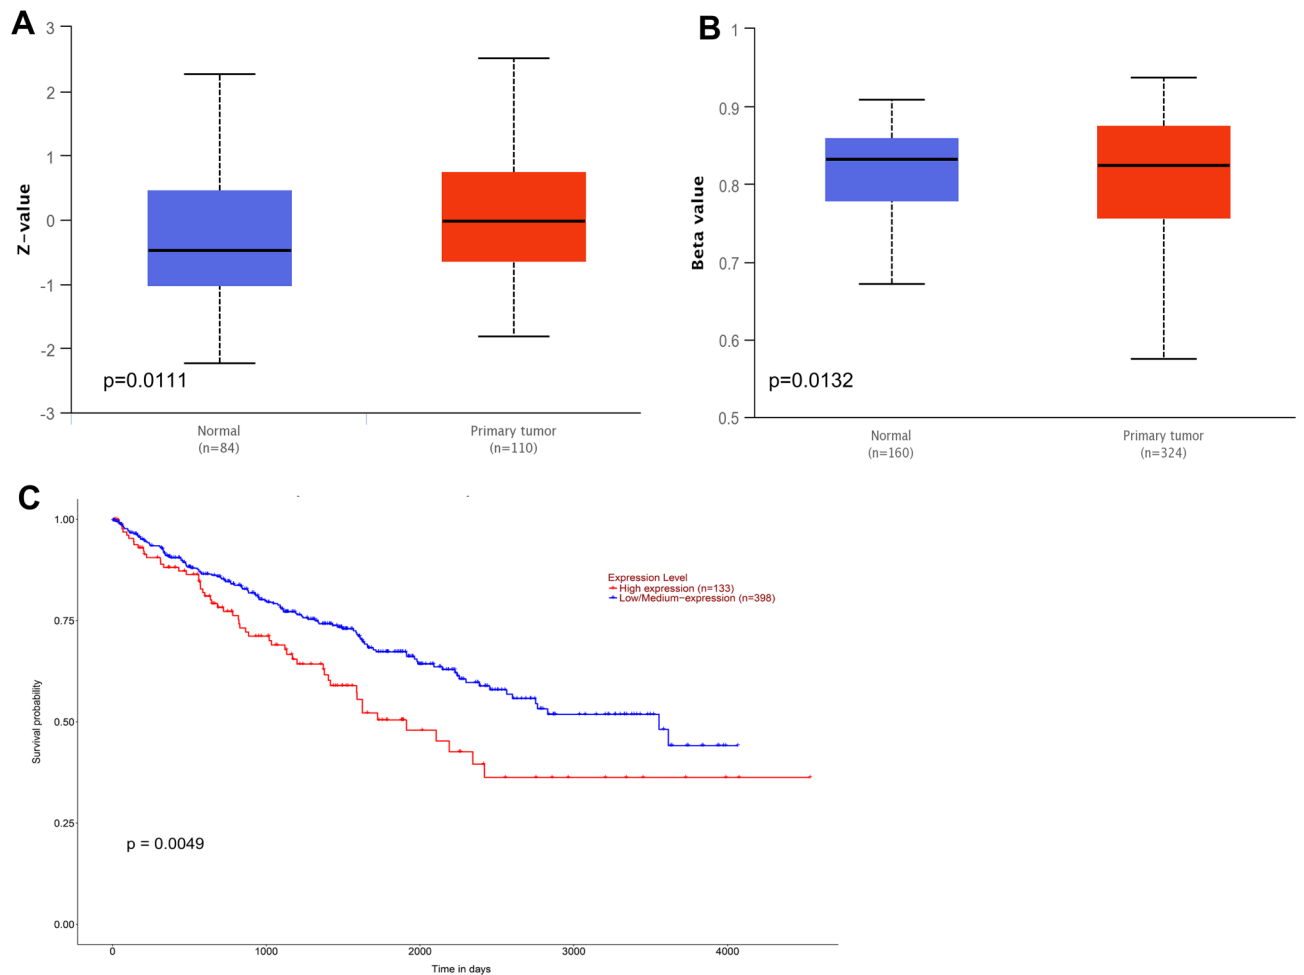 A
3
2
1
0
-1
-2
-3
Z−value
p=0.0111
Normal
(n=84)
Primary tumor
(n=110)
B
1
0.9
0.8
0.7
0.6
0.5
Beta value
p=0.0132
Normal
(n=160)
Primary tumor
(n=324)
C
1.00
0.75
0.50
0.25
0.00
Survival probability
Expression Level
High expression (n=133)
Low/Medium−expression (n=398)
p = 0.0049
0
1000
2000
3000
4000
Time in days